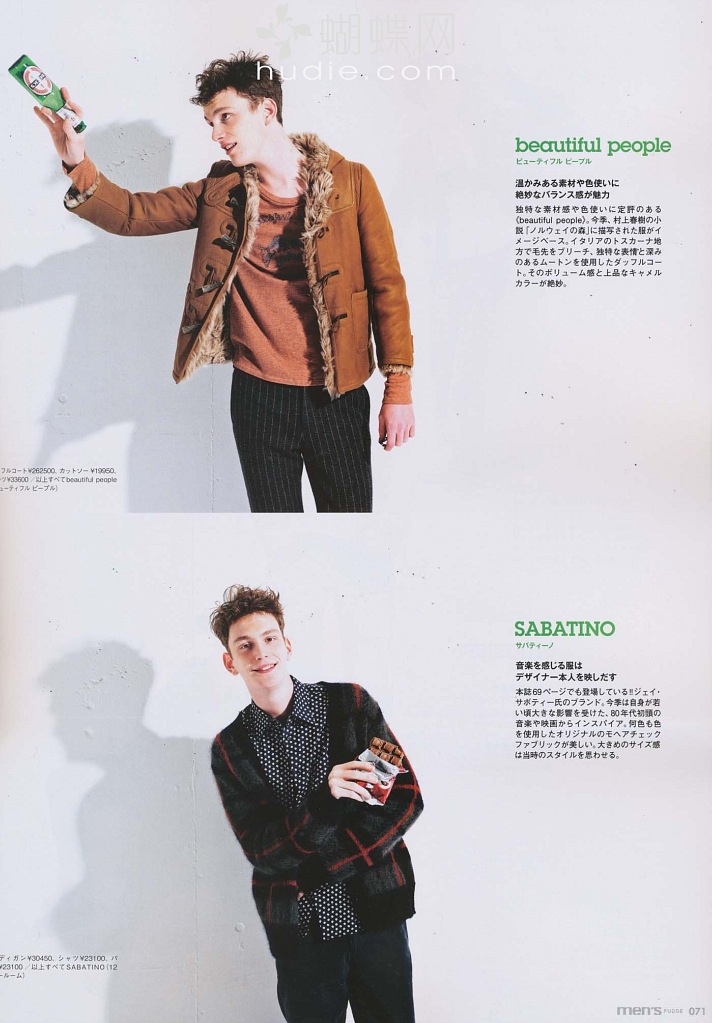 蝴蝶网
hudie.com
beautiful people
ビューティフル ピープル
温かみある素材や色使いに
絶妙なバランス感が魅力
独特な素材感や色使いに定評のある
〈beautiful people〉。今季、村上春樹の小
説「ノルウェイの森」に描写された服がイ
メージベース。イタリアのトスカーナ地
方で毛先をブリーチ、独特な表情と深み
のあるムートンを使用したダッフルコー
ト。そのボリューム感と上品なキャメル
カラーが絶妙。
フルコート¥262500、カットソー¥19950、
ツ¥33600／以上すべてbeautiful people
ューティフル ピープル）
SABATINO
サバティーノ
音楽を感じる服は
デザイナー本人を映しだす
本誌69ページでも登場している!!ジェイ・
サボティー氏のブランド。今季は自身が若
い頃大きな影響を受けた、80年代初頭の
音楽や映画からインスパイア。何色も色
を使用したオリジナルのモヘアチェック
ファブリックが美しい。大きめのサイズ感
は当時のスタイルを思わせる。
ディガン¥30450、シャツ¥23100、パ
¥23100／以上すべてSABATINO（12
ールーム）
men's FUDGE 071